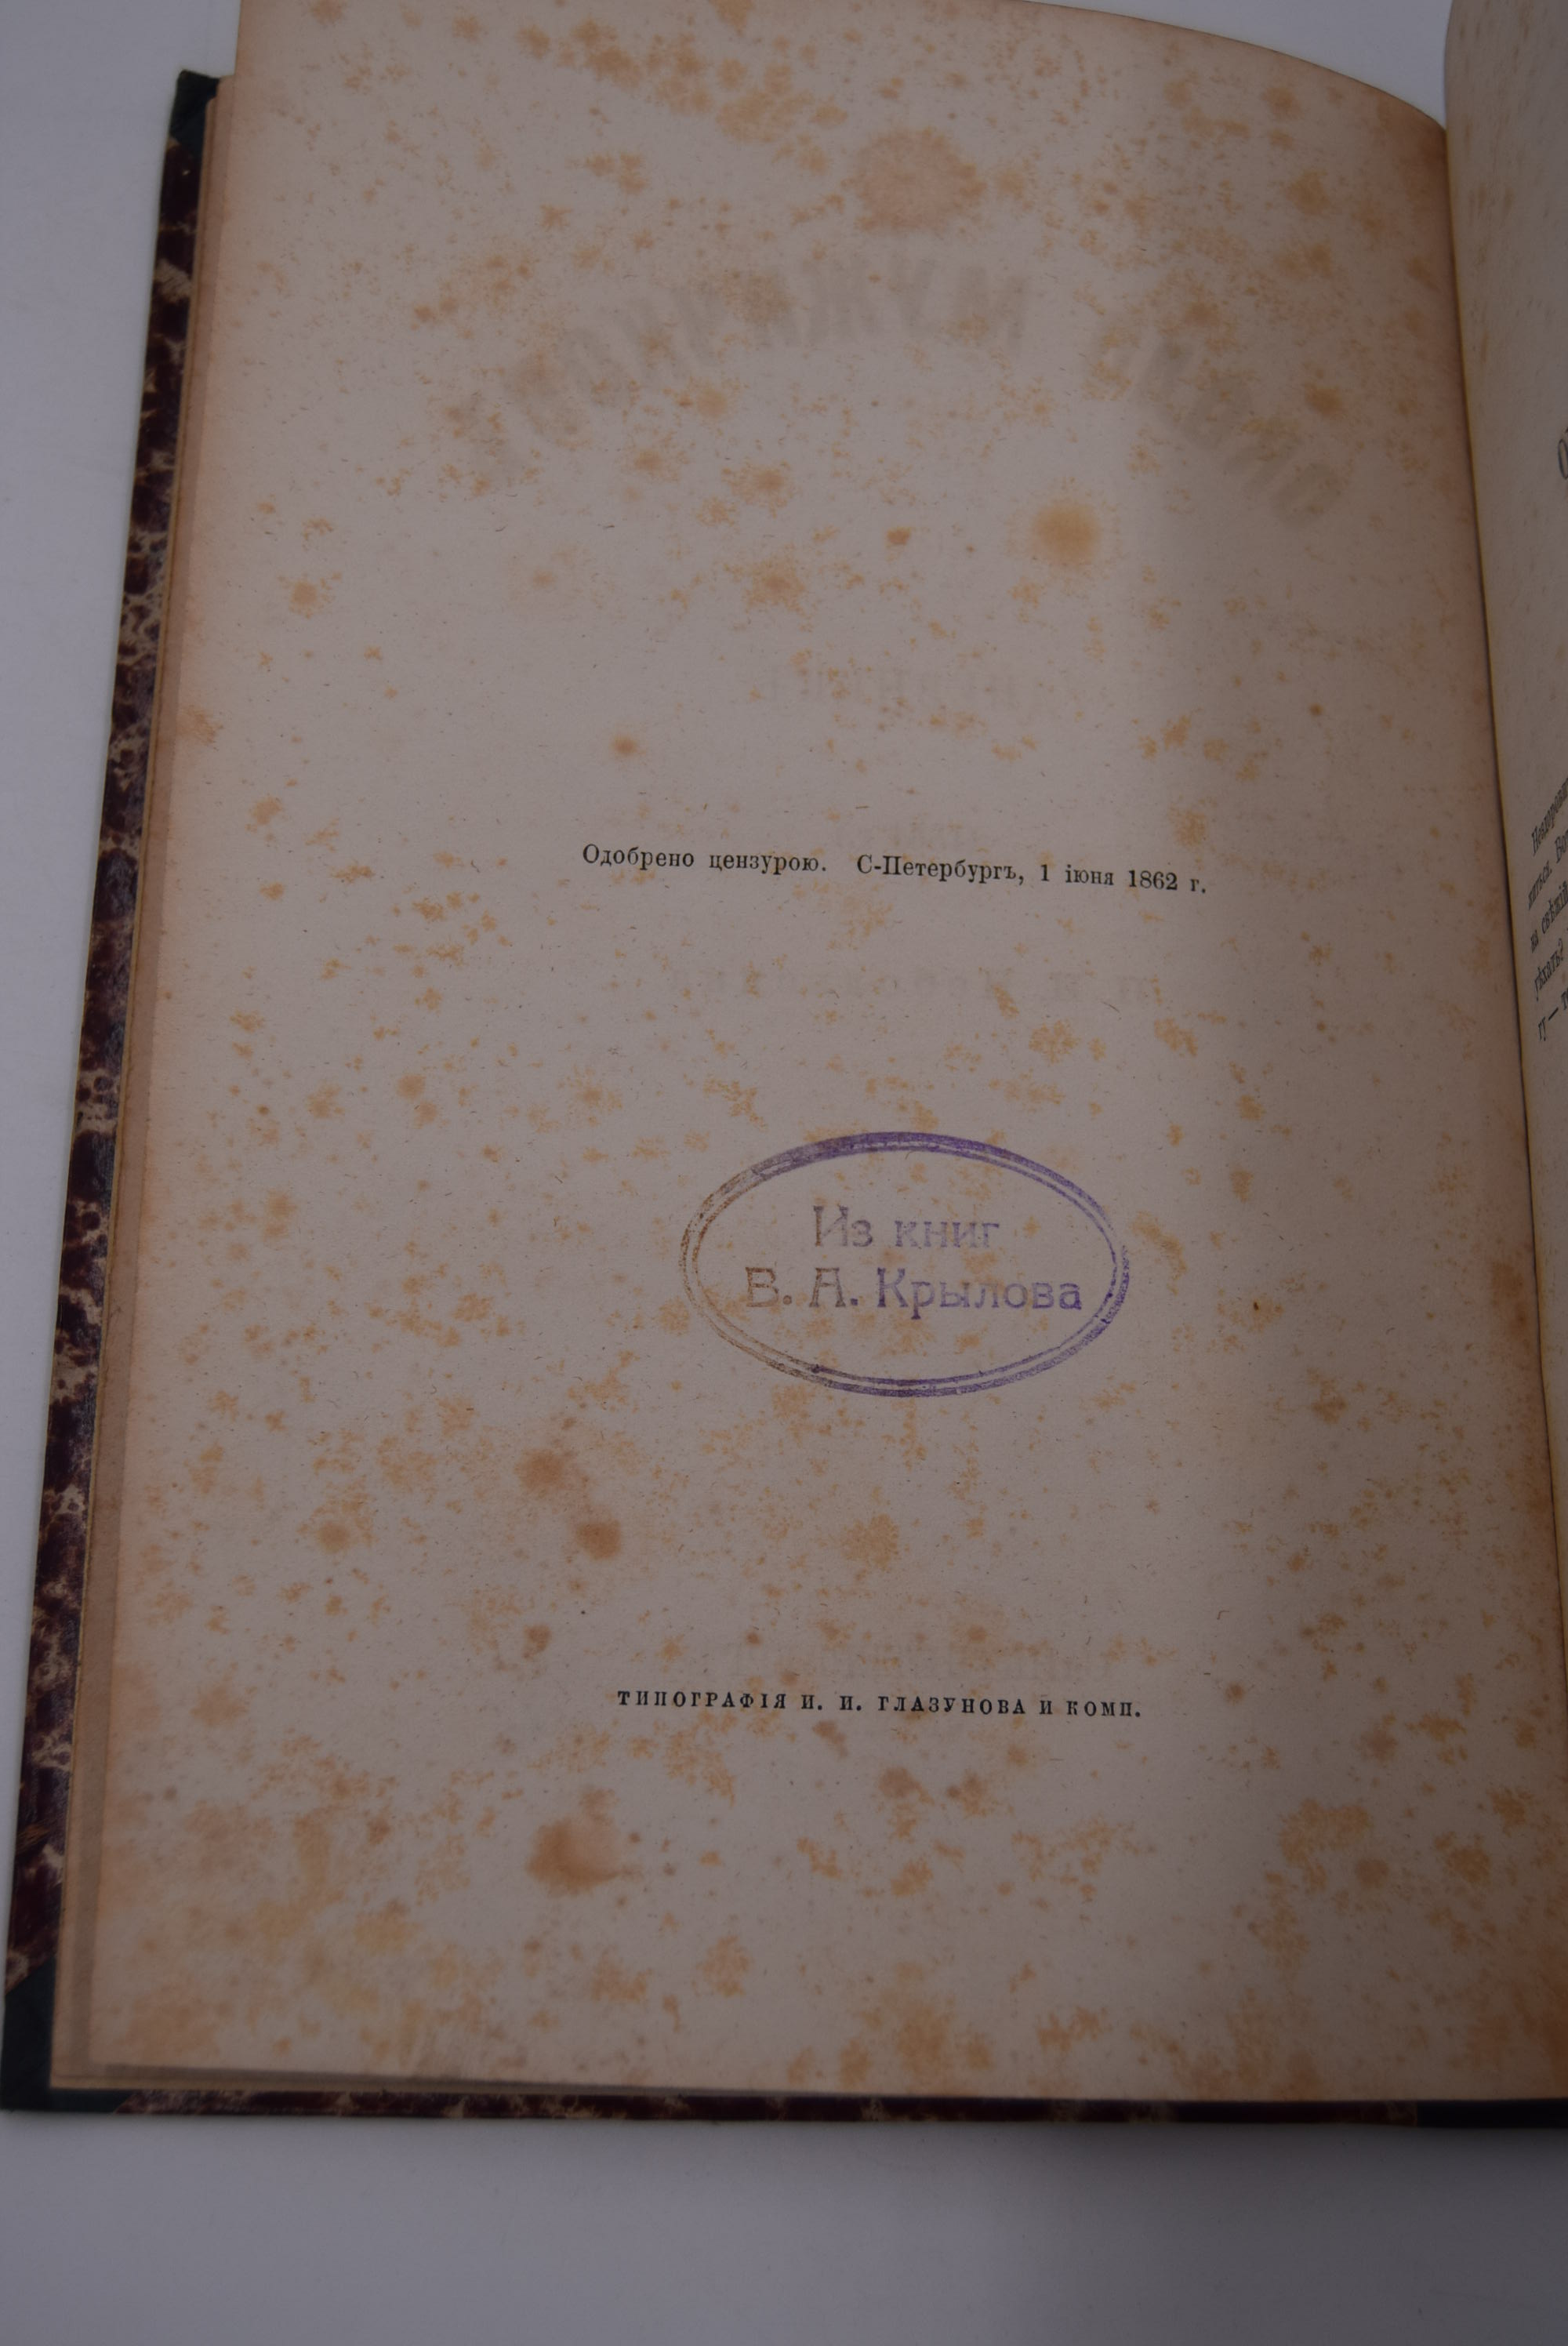 Одобрено цензурою. С-Петербургъ, 1 іюня 1862 г.
Из книг
В. А. Крылова
ТИПОГРАФІЯ И. И. ГЛАЗУНОВА И КОМП.